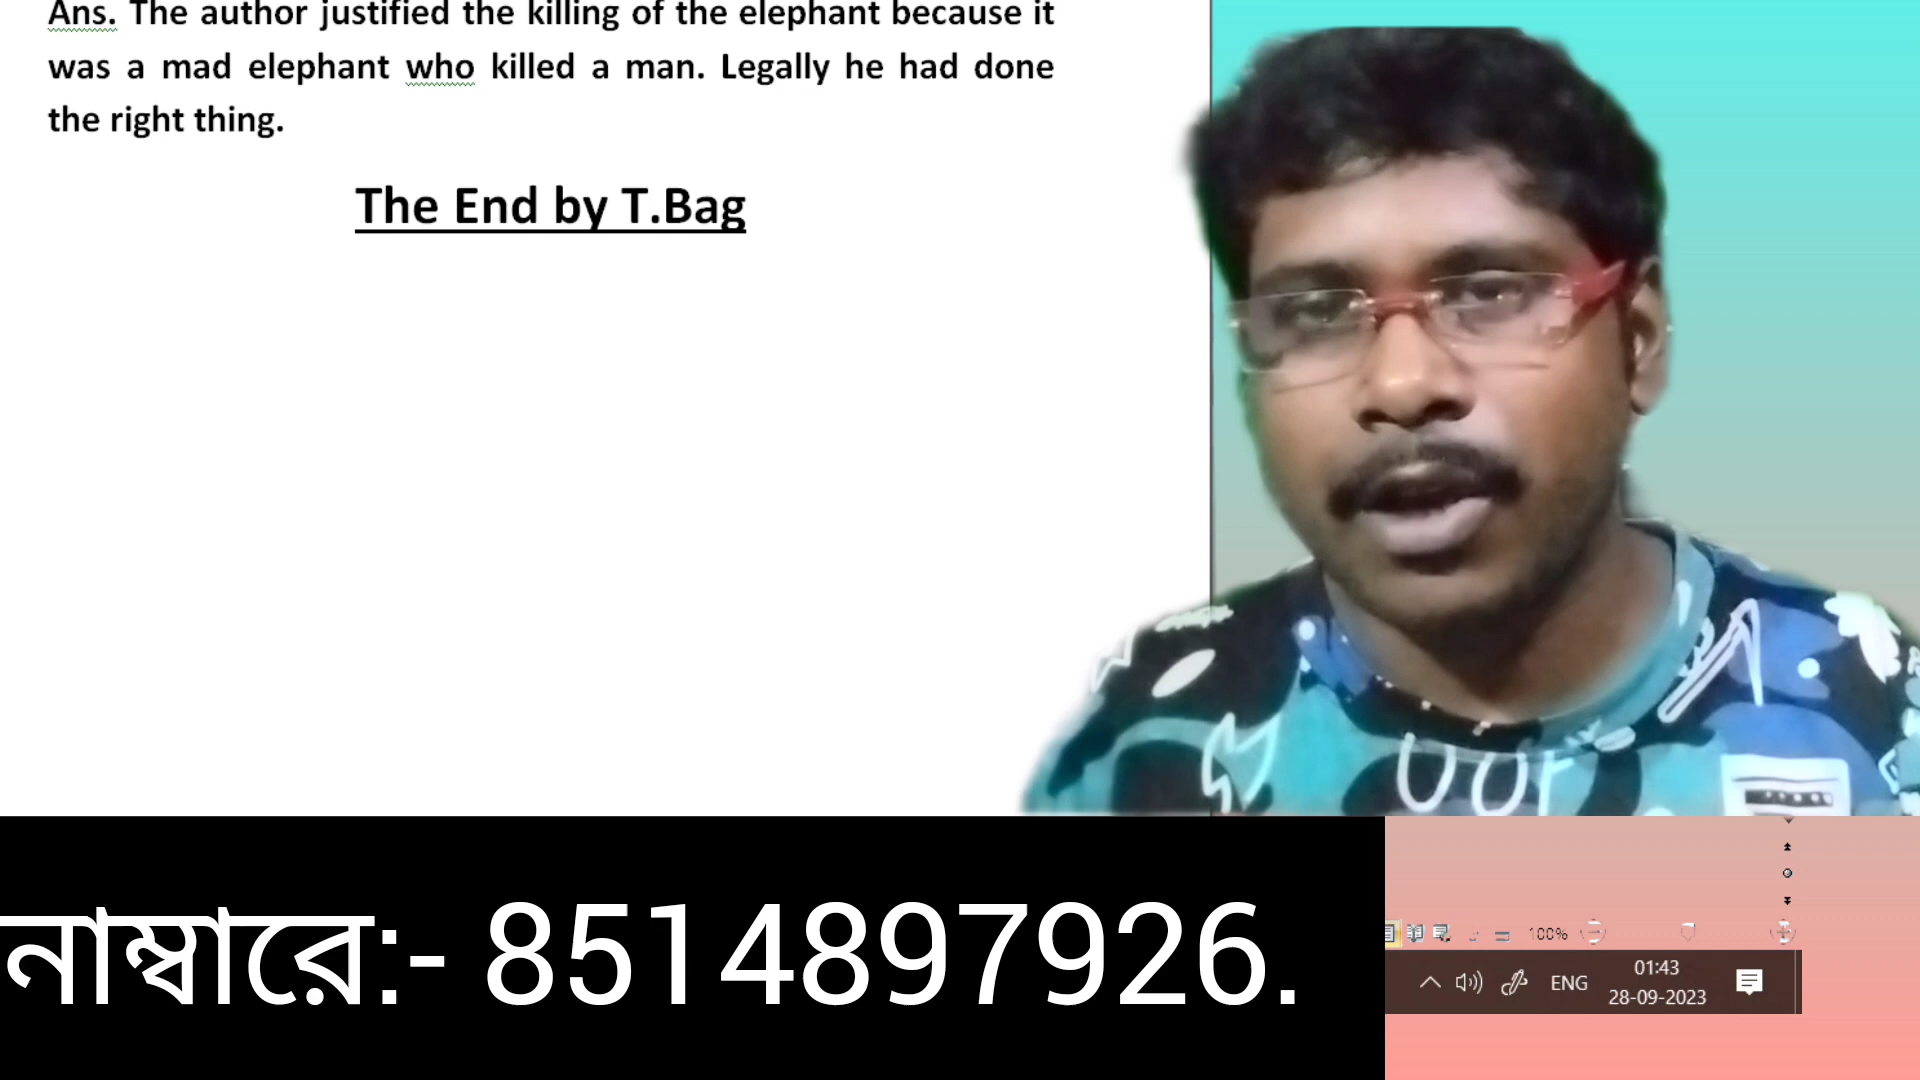 Ans. The author justified the killing of the elephant because it
was a mad elephant who killed a man. Legally he had done
the right thing.
The End by T.Bag
নাম্বারে:- 8514897926.
100%
ENG
01:43
28-09-2023